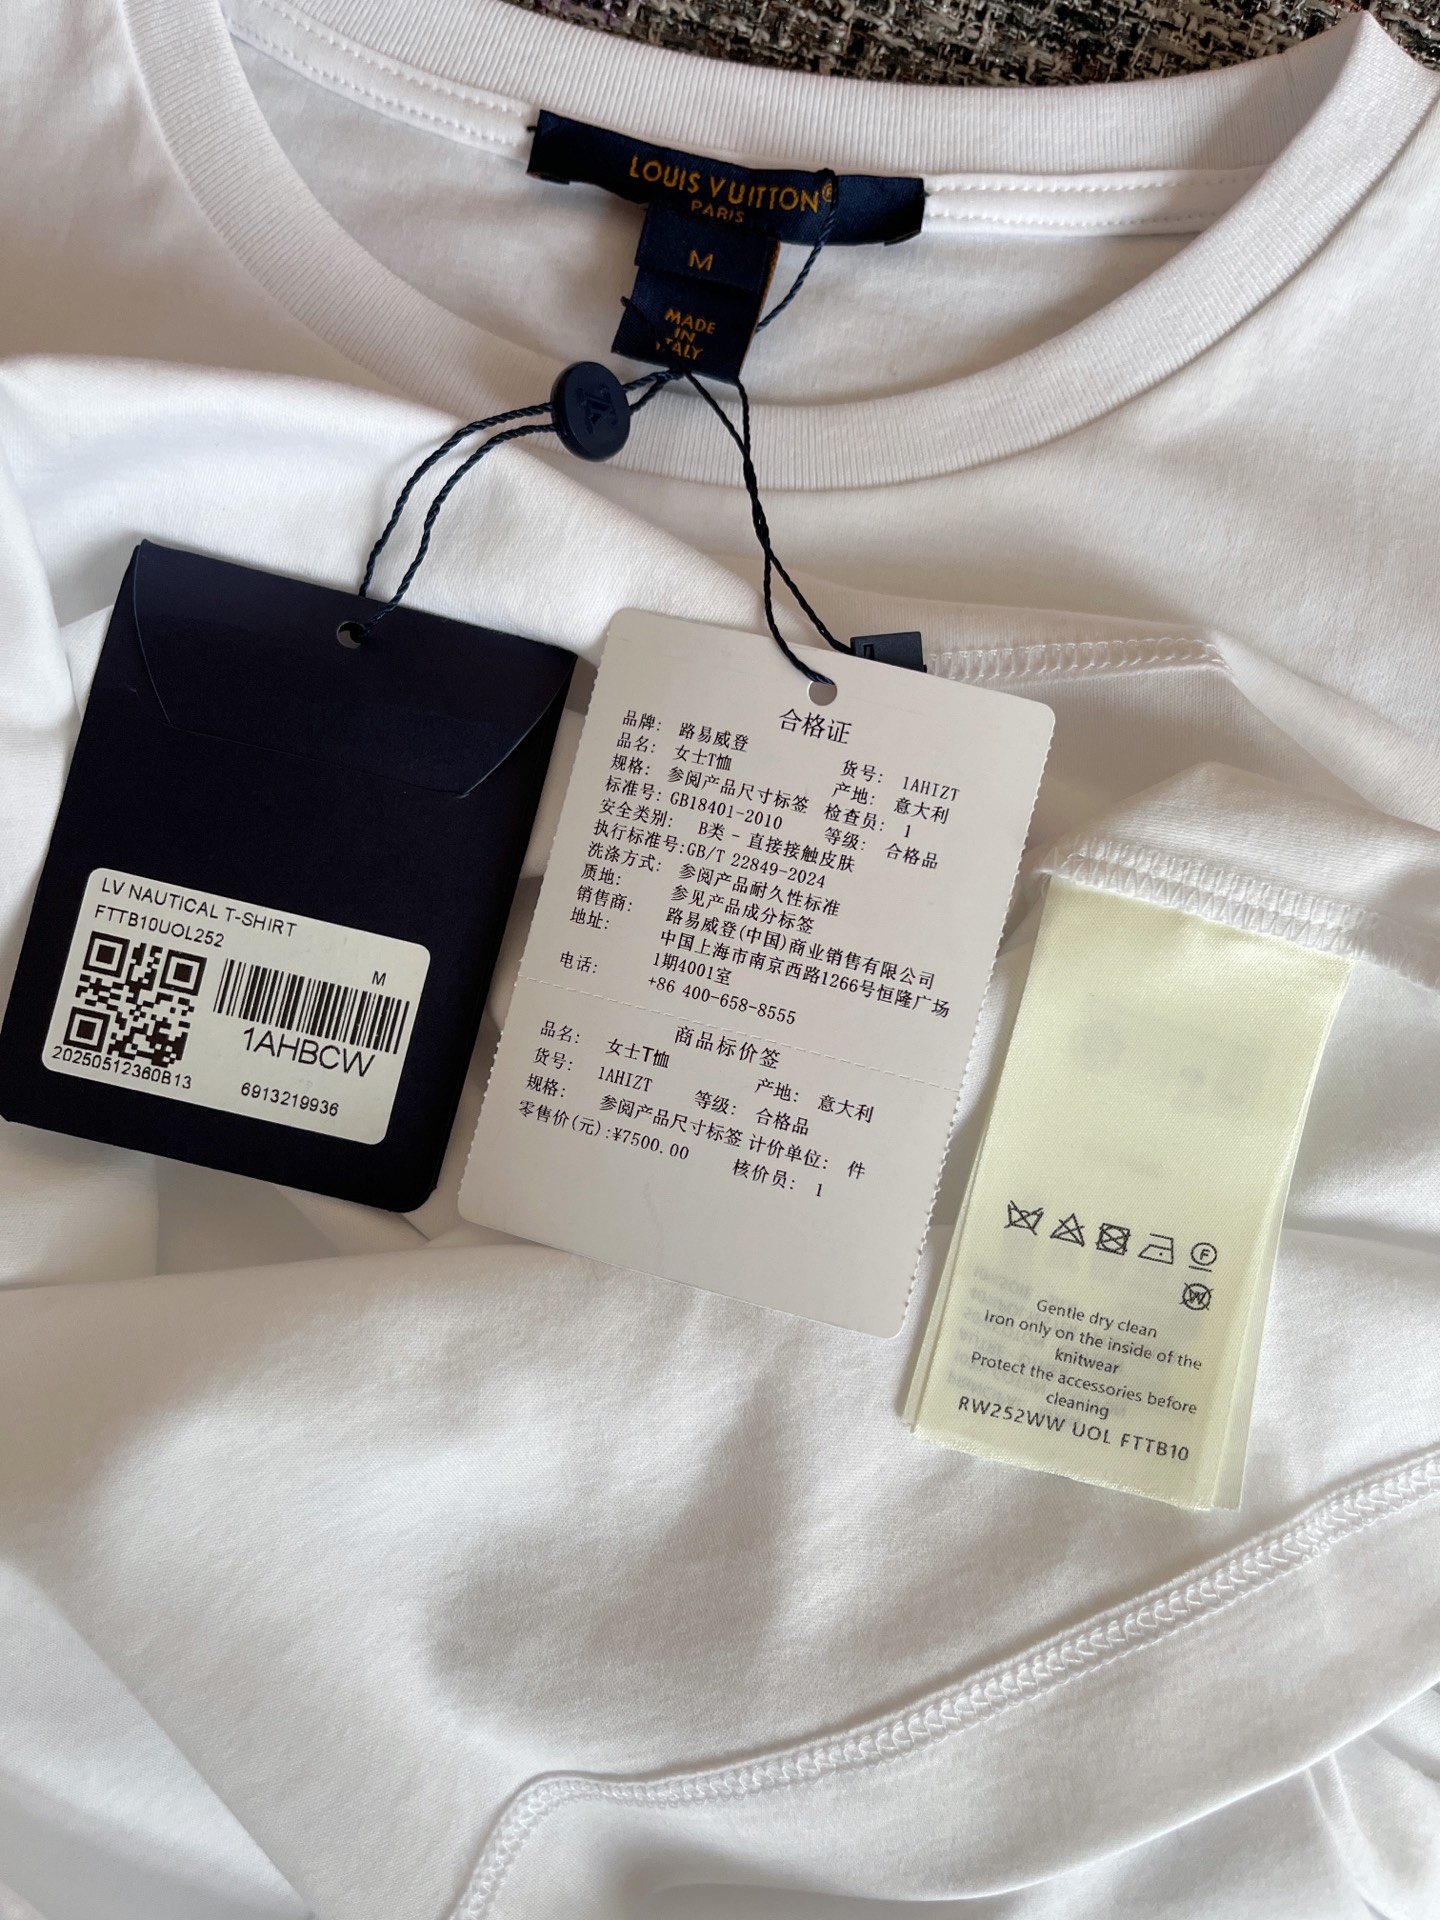 LOUIS VUITTON®
PARIS
M
MADE
IN
ITALY
LV NAUTICAL T-SHIRT
FTTB10UOL252
M
1AHBCW
20250512360B13
6913219936
合格证
品牌: 路易威登
货号: 1AHIZT
品名: 女士T恤
产地: 意大利
规格: 参阅产品尺寸标签
检查员: 1
标准号: GB18401-2010
等级: 合格品
安全类别: B类 - 直接接触皮肤
执行标准号:GB/T 22849-2024
洗涤方式: 参阅产品耐久性标准
质地: 参见产品成分标签
销售商: 路易威登(中国)商业销售有限公司
地址: 中国上海市南京西路1266号恒隆广场
1期4001室
电话: +86 400-658-8555
商品标价签
品名: 女士T恤
产地: 意大利
货号: 1AHIZT
等级: 合格品
规格: 参阅产品尺寸标签
计价单位: 件
零售价(元):¥7500.00
核价员: 1
F
W
Gentle dry clean
Iron only on the inside of the
knitwear
Protect the accessories before
cleaning
RW252WW UOL FTTB10